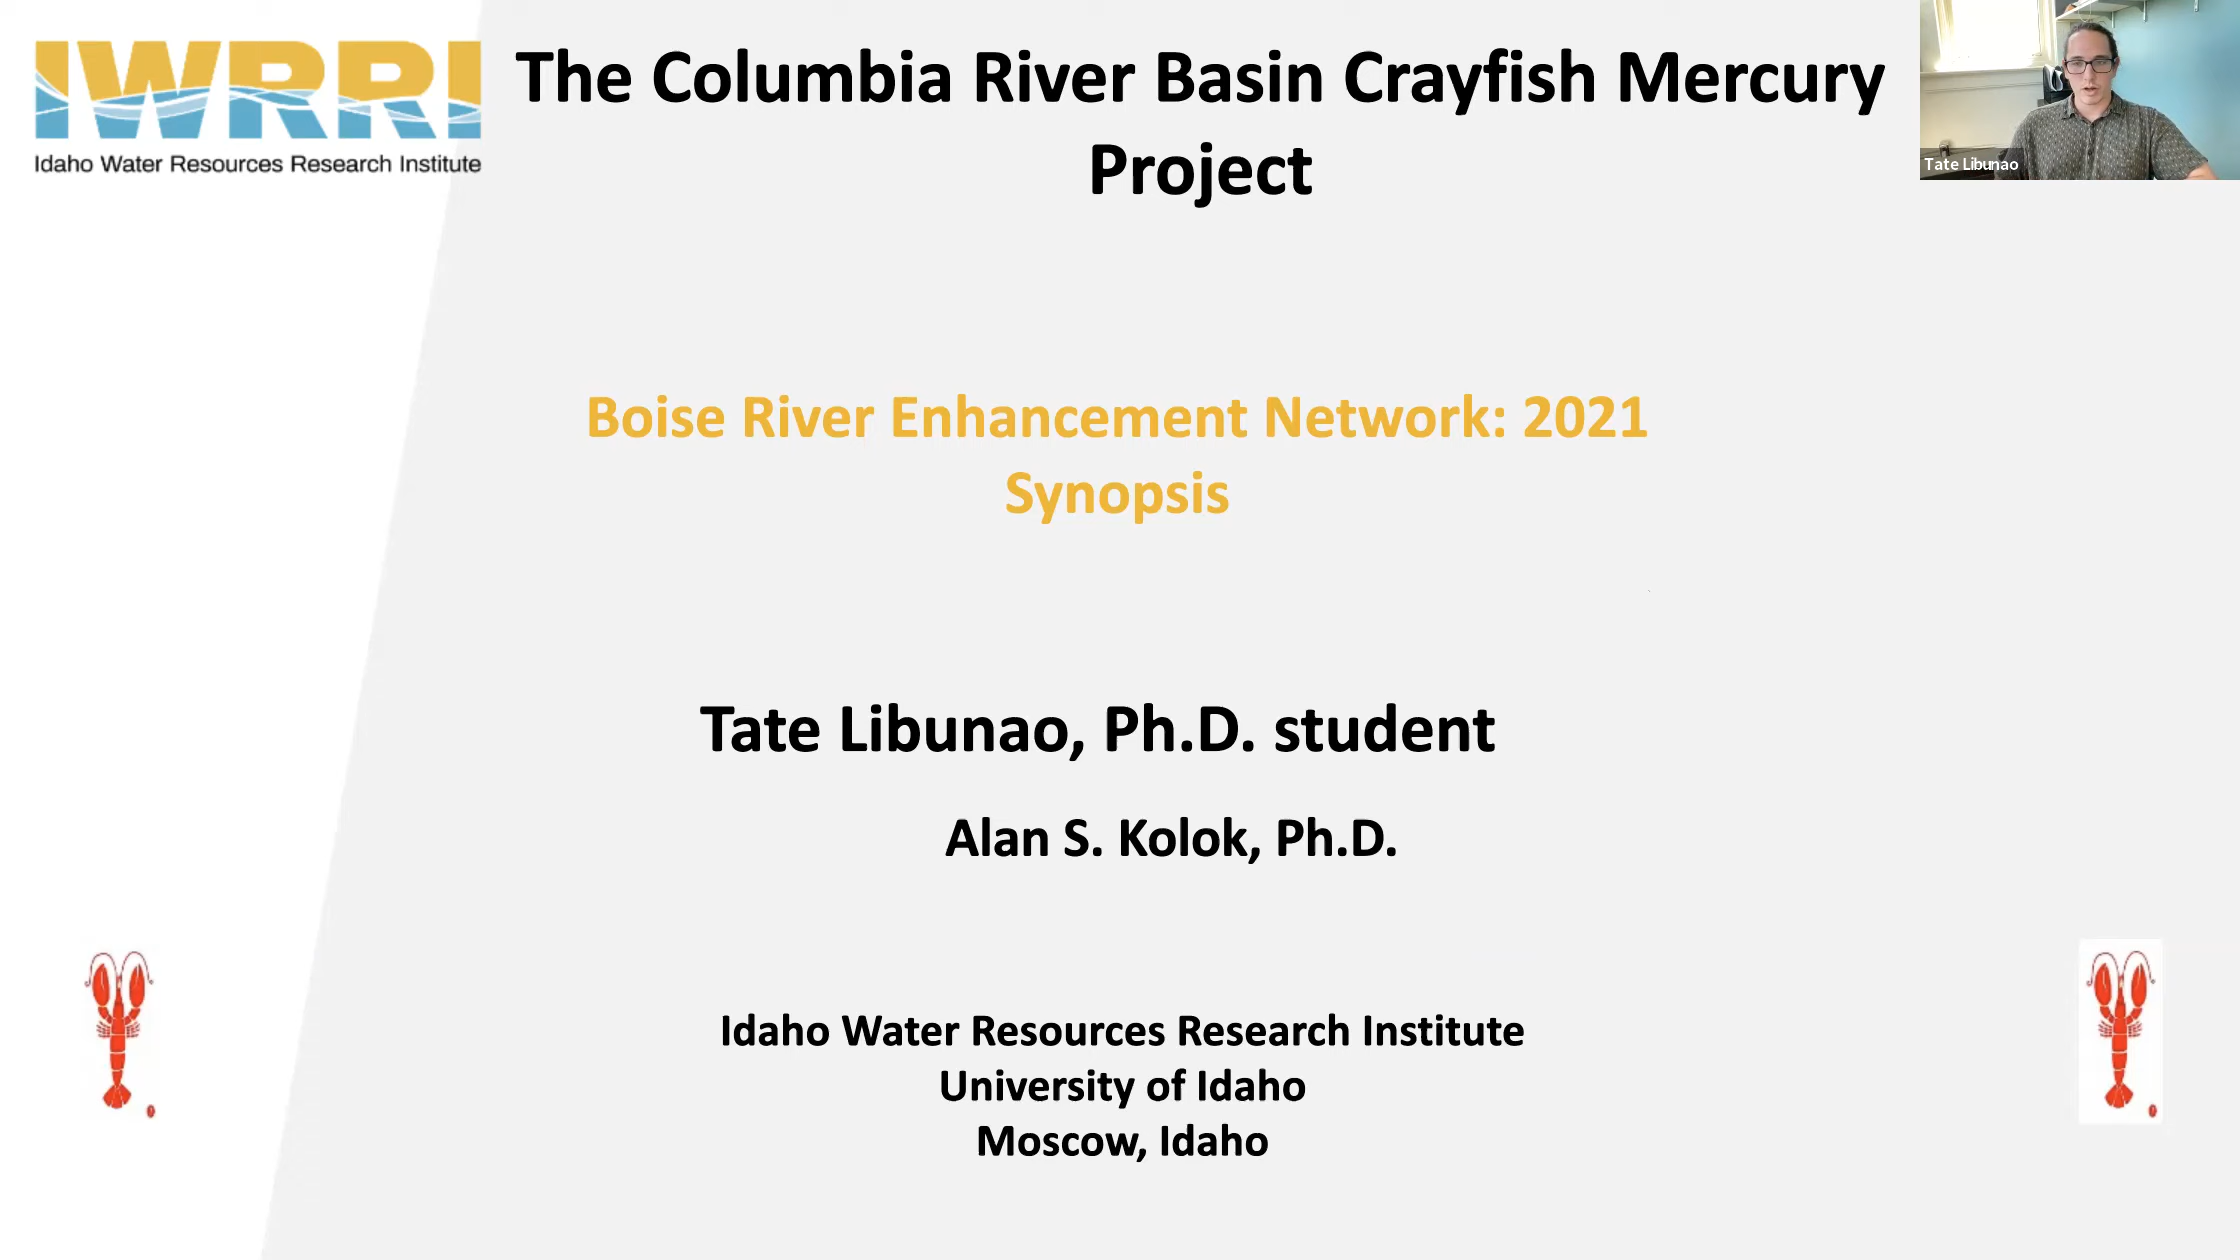 IWRRI
Idaho Water Resources Research Institute
The Columbia River Basin Crayfish Mercury
Project
Tate Libunao
Boise River Enhancement Network: 2021
Synopsis
Tate Libunao, Ph.D. student
Alan S. Kolok, Ph.D.
Idaho Water Resources Research Institute
University of Idaho
Moscow, Idaho